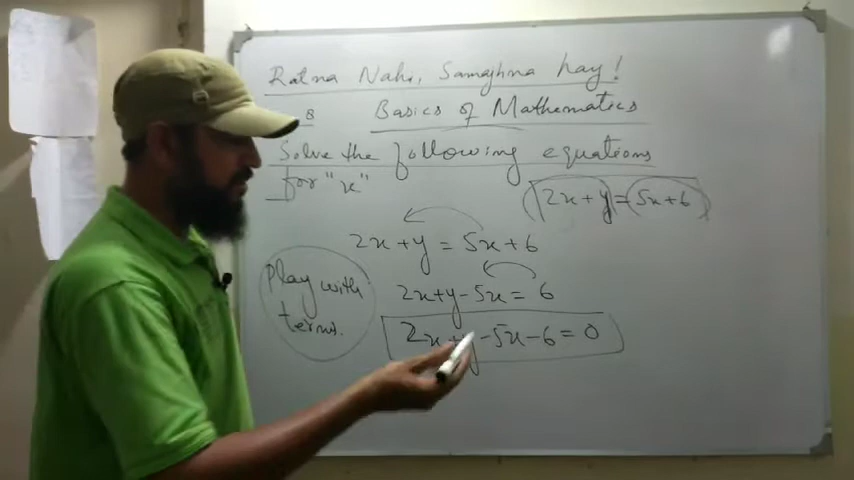 Ratna Nahi, Samajhna hay!
8
Basics of Mathematics
Solve the following equations
for "x"
2x+y=5x+6
2x+y=5x+6
Play with
terms.
2x+y-5x=6
2x+y-5x-6=0